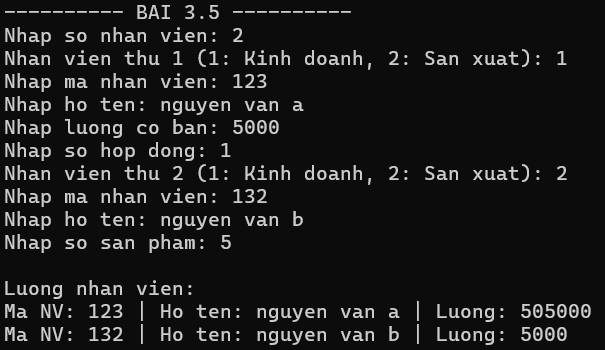 ---------- BAI 3.5 ----------
Nhap so nhan vien: 2
Nhan vien thu 1 (1: Kinh doanh, 2: San xuat): 1
Nhap ma nhan vien: 123
Nhap ho ten: nguyen van a
Nhap luong co ban: 5000
Nhap so hop dong: 1
Nhan vien thu 2 (1: Kinh doanh, 2: San xuat): 2
Nhap ma nhan vien: 132
Nhap ho ten: nguyen van b
Nhap so san pham: 5
Luong nhan vien:
Ma NV: 123 | Ho ten: nguyen van a | Luong: 505000
Ma NV: 132 | Ho ten: nguyen van b | Luong: 5000